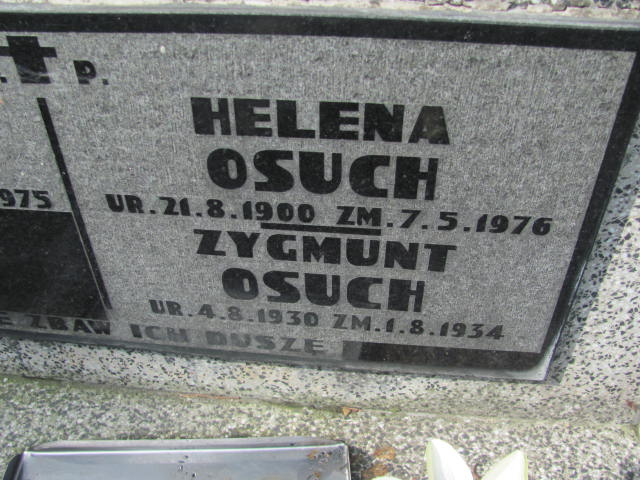 P.
HELENA
OSUCH
UR.21.8.1900 ZM.7.5.1976
ZYGMUNT
OSUCH
UR.4.8.1930 ZM.1.8.1934
975
ZBAW ICH DUSZE